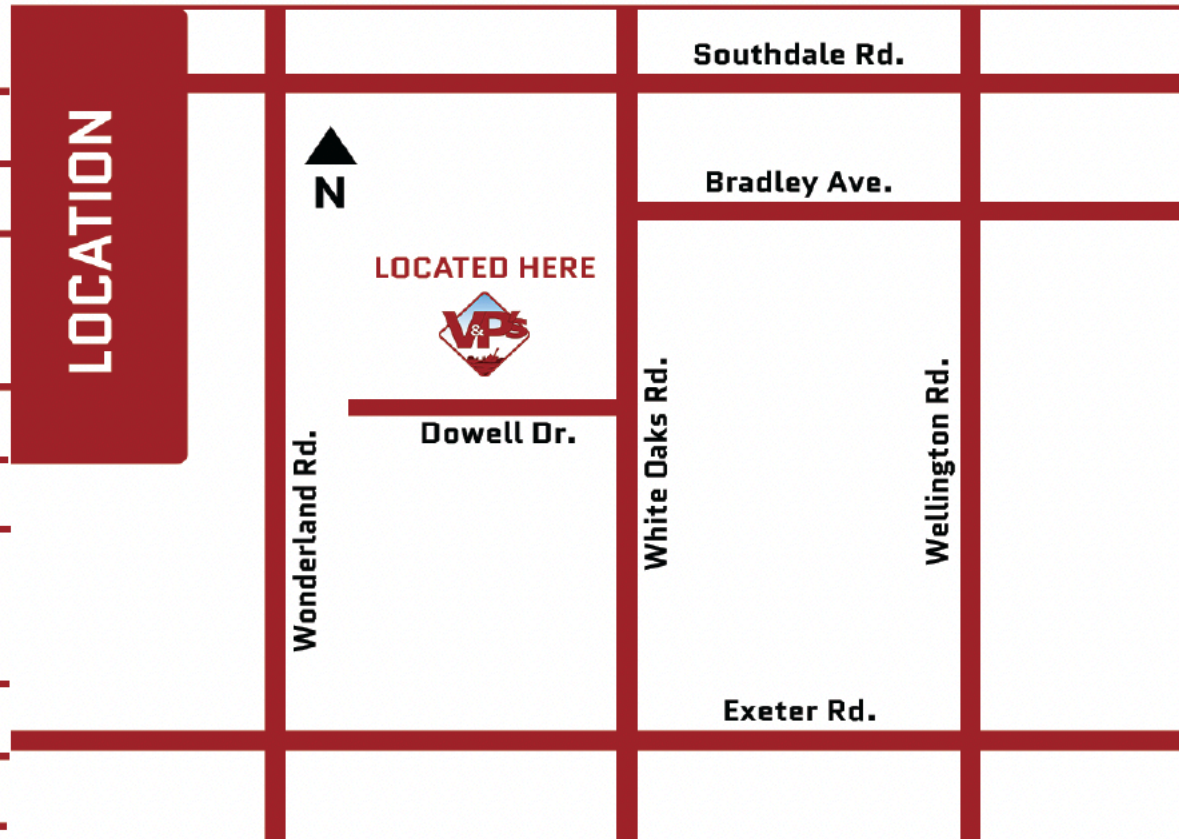 LOCATION
Southdale Rd.
N
Bradley Ave.
LOCATED HERE
V&P's
Dowell Dr.
Wonderland Rd.
White Oaks Rd.
Wellington Rd.
Exeter Rd.